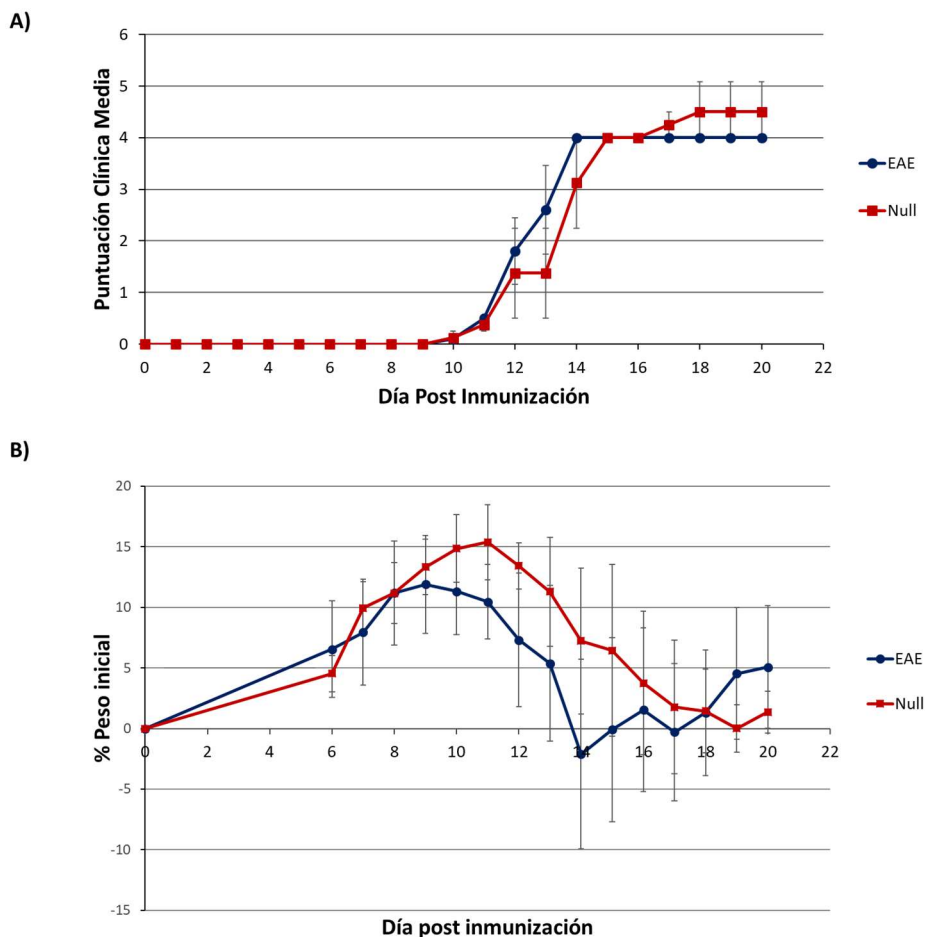 A)
6
5
4
3
2
1
0
Puntuación Clínica Media
0 2 4 6 8 10 12 14 16 18 20 22
Día Post Inmunización
EAE
Null
B)
20
15
10
5
0
-5
-10
-15
% Peso inicial
0 2 4 6 8 10 12 14 16 18 20 22
Día post inmunización
EAE
Null